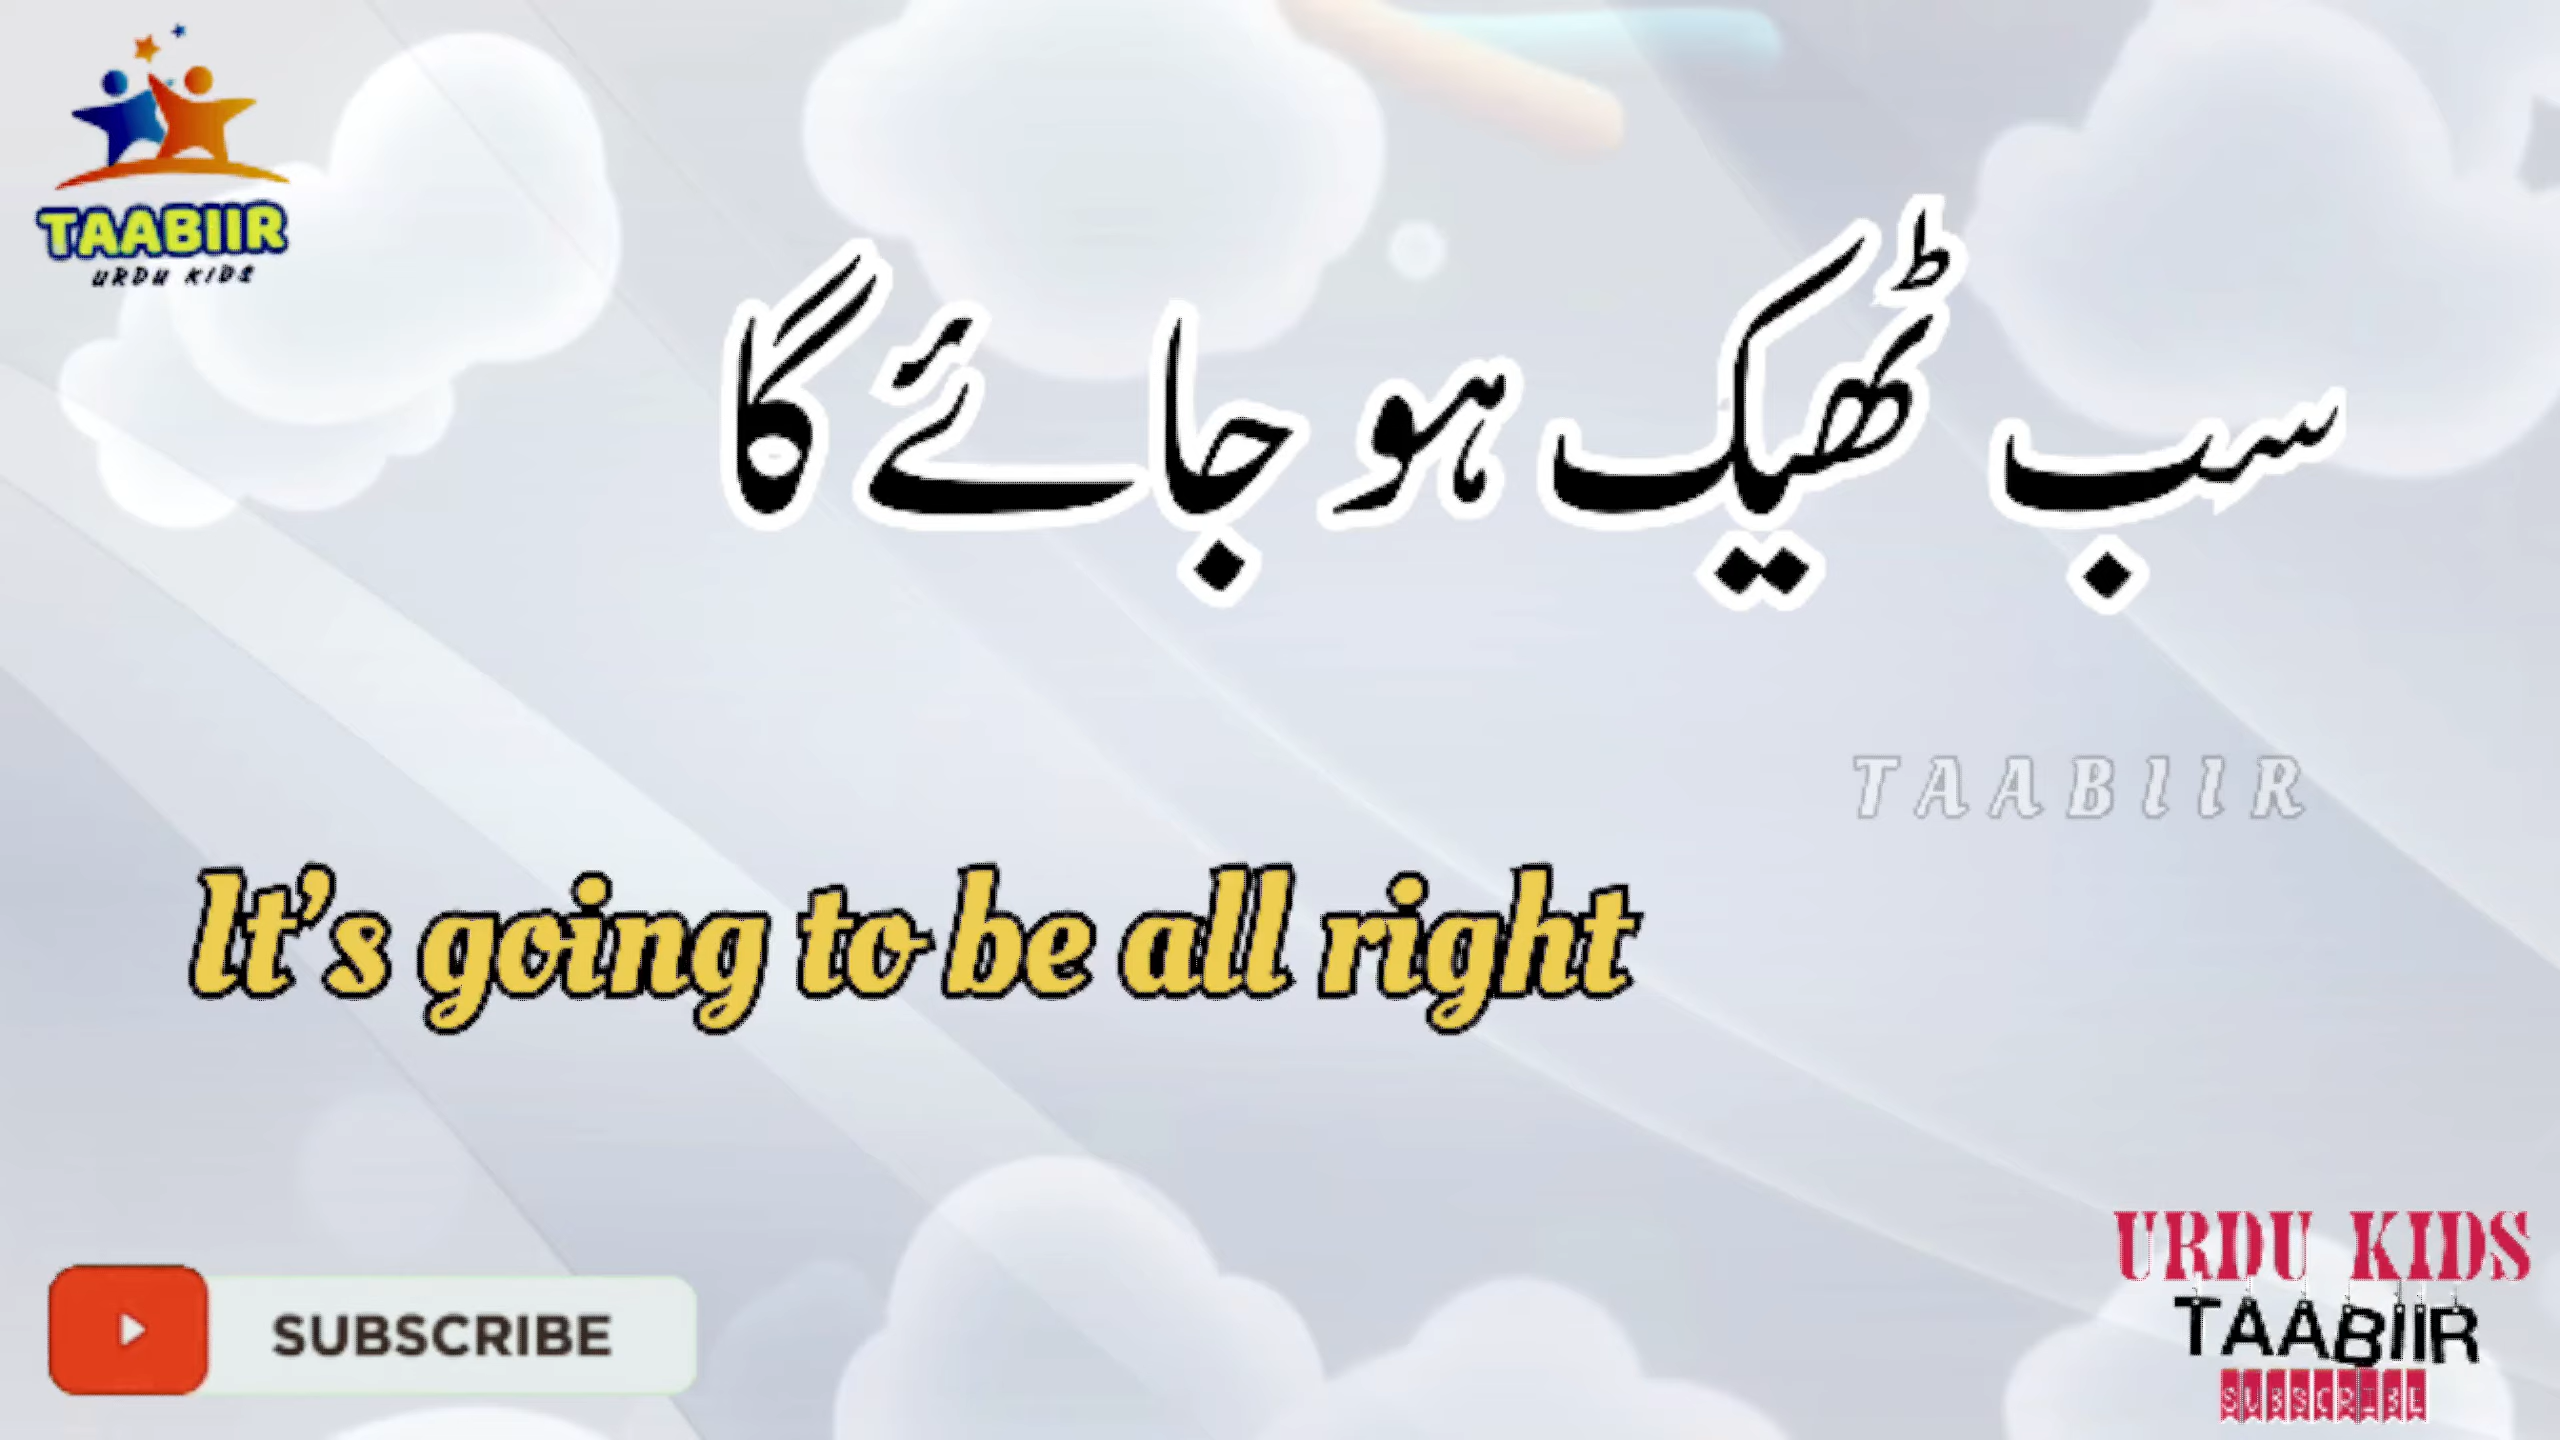 TAABIIR
URDU KIDS
سب ٹھیک ہو جائے گا
TAABIIR
It's going to be all right
SUBSCRIBE
URDU KIDS
TAABIIR
SUBSCRIBE